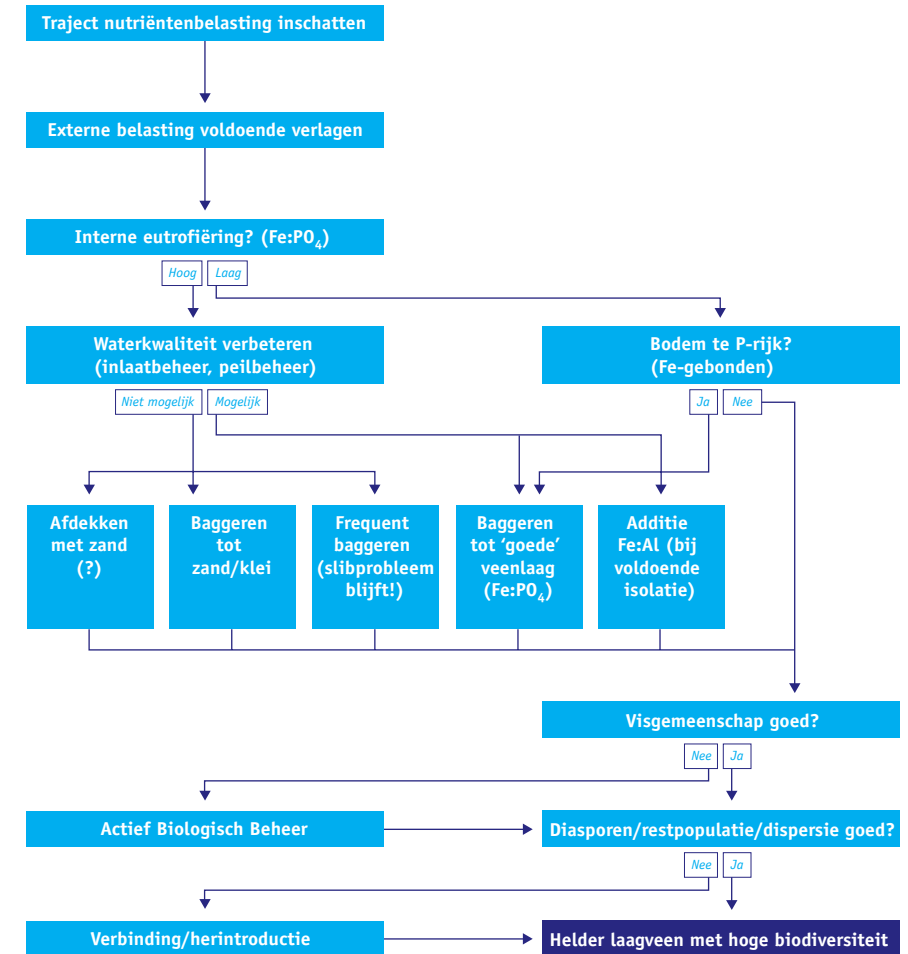 Traject nutriëntenbelasting inschatten
Externe belasting voldoende verlagen
Interne eutrofiëring? (Fe:PO₄)
Hoog
Laag
Waterkwaliteit verbeteren
(inlaatbeheer, peilbeheer)
Bodem te P-rijk?
(Fe-gebonden)
Niet mogelijk
Mogelijk
Ja
Nee
Afdekken
met zand
(?)
Baggeren
tot
zand/klei
Frequent
baggeren
(slibprobleem
blijft!)
Baggeren
tot ‘goede’
veenlaag
(Fe:PO₄)
Additie
Fe:Al (bij
voldoende
isolatie)
Visgemeenschap goed?
Nee
Ja
Actief Biologisch Beheer
Diasporen/restpopulatie/dispersie goed?
Nee
Ja
Verbinding/herintroductie
Helder laagveen met hoge biodiversiteit